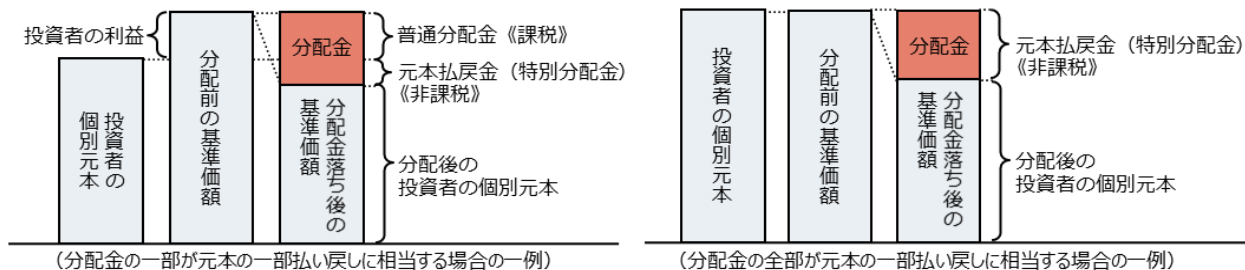 投資者の利益
投資者の
個別元本
分配前の基準価額
分配金
分配金落ち後の
基準価額
普通分配金《課税》
元本払戻金（特別分配金）
《非課税》
分配後の
投資者の個別元本
（分配金の一部が元本の一部払い戻しに相当する場合の一例）
投資者の個別元本
分配前の基準価額
分配金
分配金落ち後の
基準価額
元本払戻金（特別分配金）
《非課税》
分配後の
投資者の個別元本
（分配金の全部が元本の一部払い戻しに相当する場合の一例）